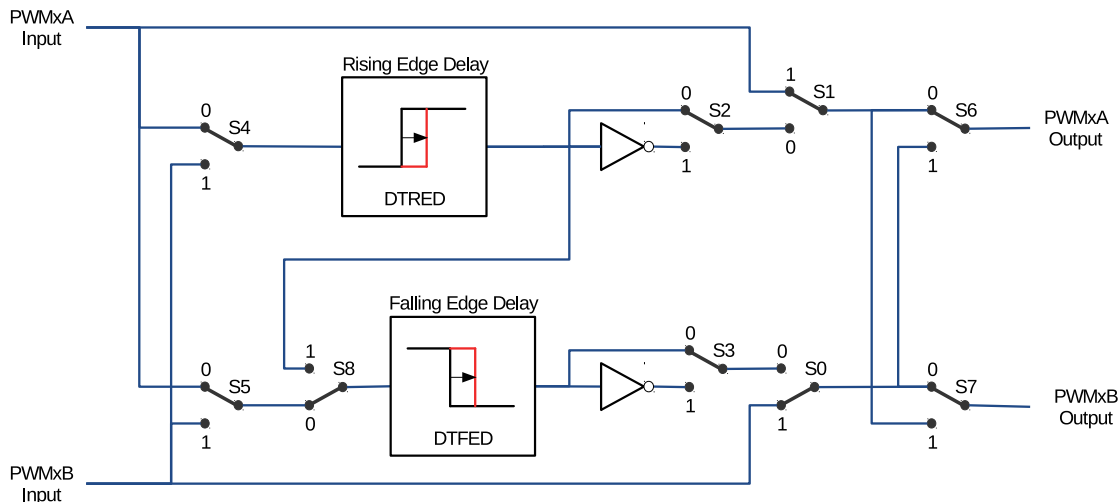 PWMxA
Input
Rising Edge Delay
1
S1
0
S2
0
S6
0
S4
PWMxA
Output
1
DTRED
1
0
1
Falling Edge Delay
1
S8
0
S3
0
S0
0
S5
0
S7
1
0
DTFED
1
1
1
PWMxB
Output
PWMxB
Input